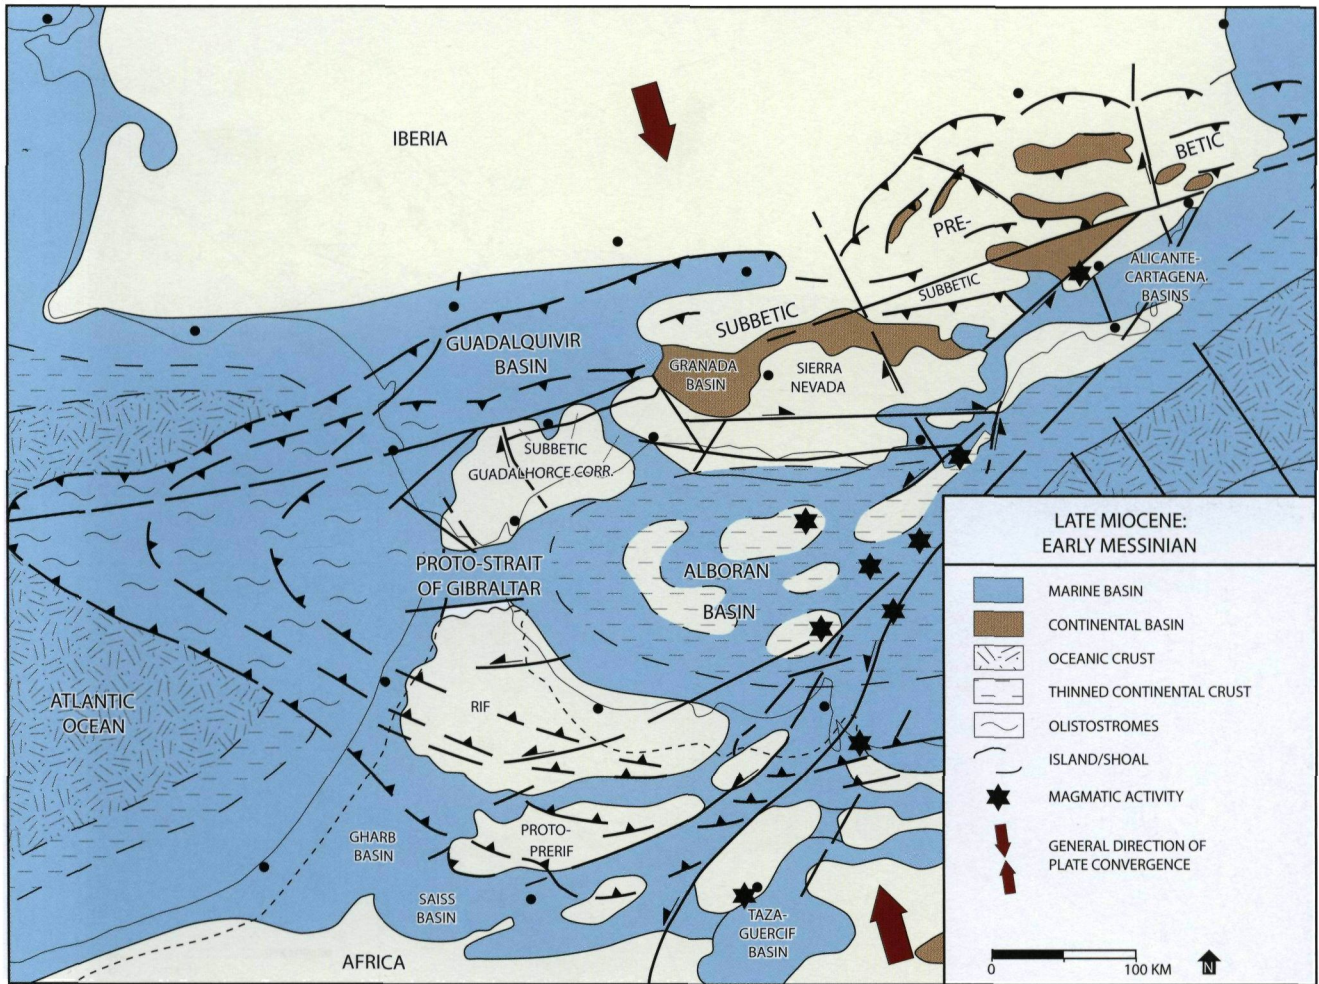 IBERIA
BETIC
PRE-
SUBBETIC
ALICANTE-
CARTAGENA
BASINS
SUBBETIC
GUADALQUIVIR
BASIN
GRANADA
BASIN
SIERRA
NEVADA
SUBBETIC
GUADALHORCE CORR.
PROTO-STRAIT
OF GIBRALTAR
ALBORAN
BASIN
ATLANTIC
OCEAN
RIF
PROTO-
PRERIF
GHARB
BASIN
SAISS
BASIN
TAZA-
GUERCIF
BASIN
AFRICA
LATE MIOCENE:
EARLY MESSINIAN
MARINE BASIN
CONTINENTAL BASIN
OCEANIC CRUST
THINNED CONTINENTAL CRUST
OLISTOSTROMES
ISLAND/SHOAL
MAGMATIC ACTIVITY
GENERAL DIRECTION OF
PLATE CONVERGENCE
0 100 KM N